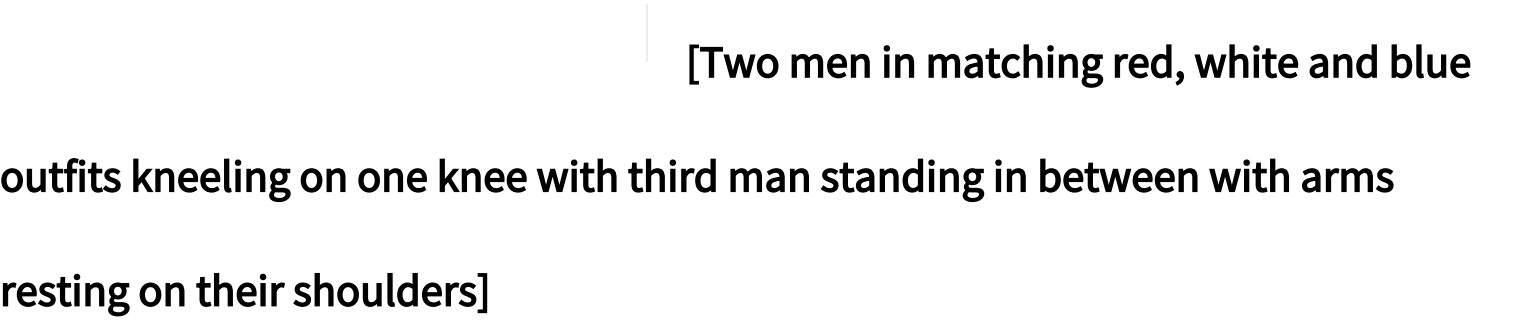 [Two men in matching red, white and blue
outfits kneeling on one knee with third man standing in between with arms
resting on their shoulders]